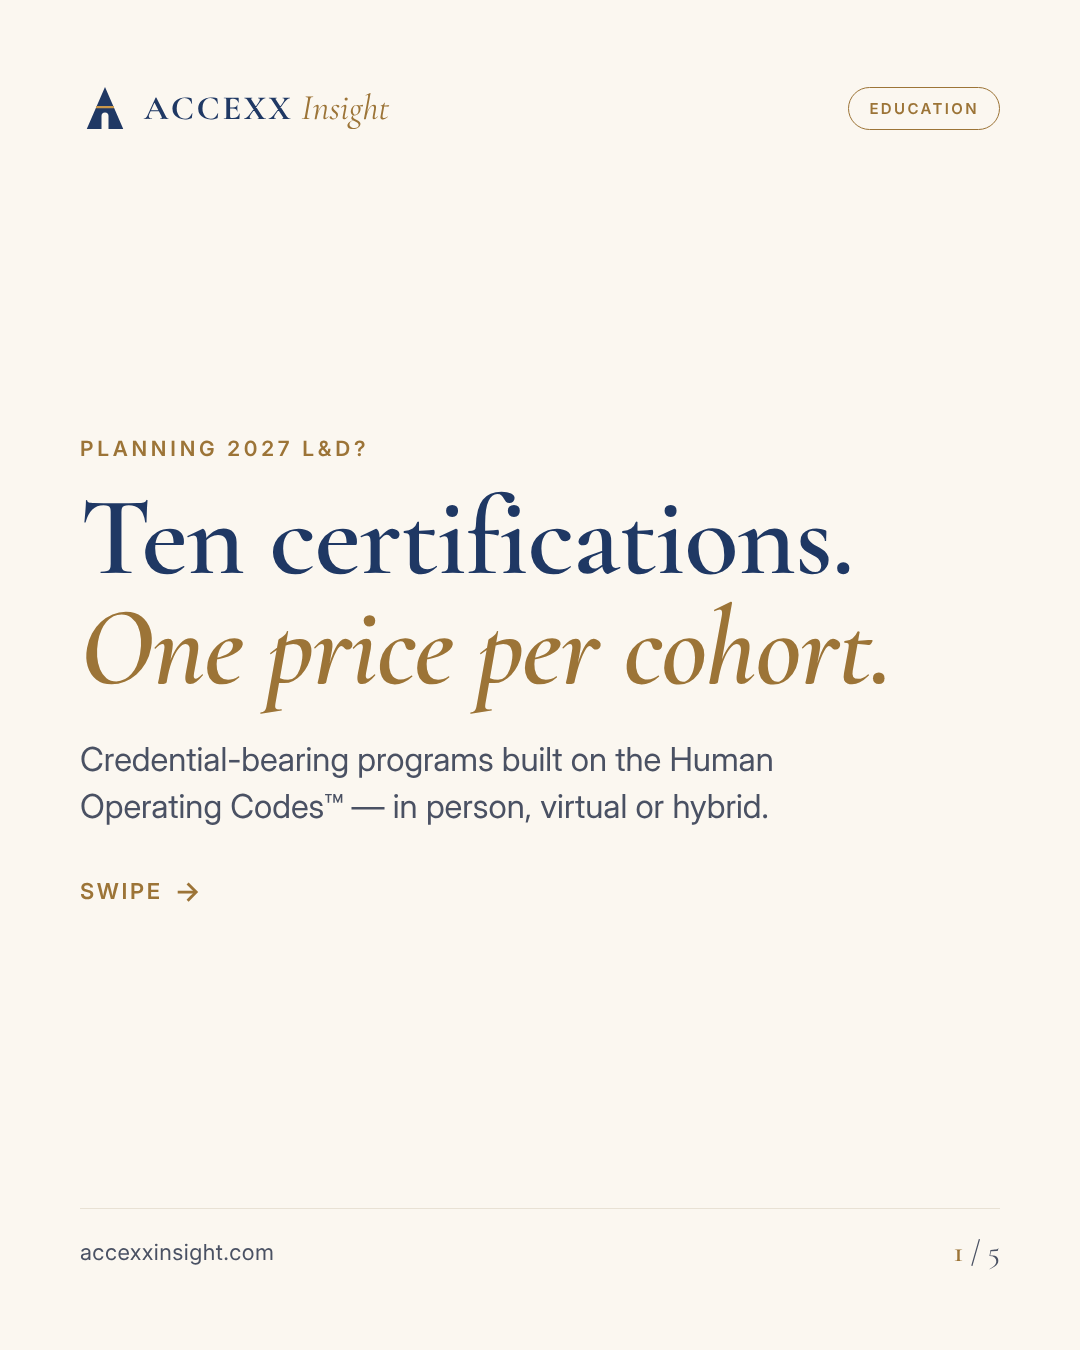 ACCEXX Insight
EDUCATION
PLANNING 2027 L&D?
Ten certifications.
One price per cohort.
Credential-bearing programs built on the Human
Operating Codes™ — in person, virtual or hybrid.
SWIPE →
accexxinsight.com
1 / 5